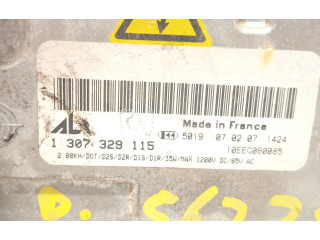 AL Made in France
1 307 329 115 44 5019 07 02 07 1424
10EEG060085
2.00KH/DOT/D2S/D2R/D1S/D1R/35W/MAX 1200V DC/85V AC